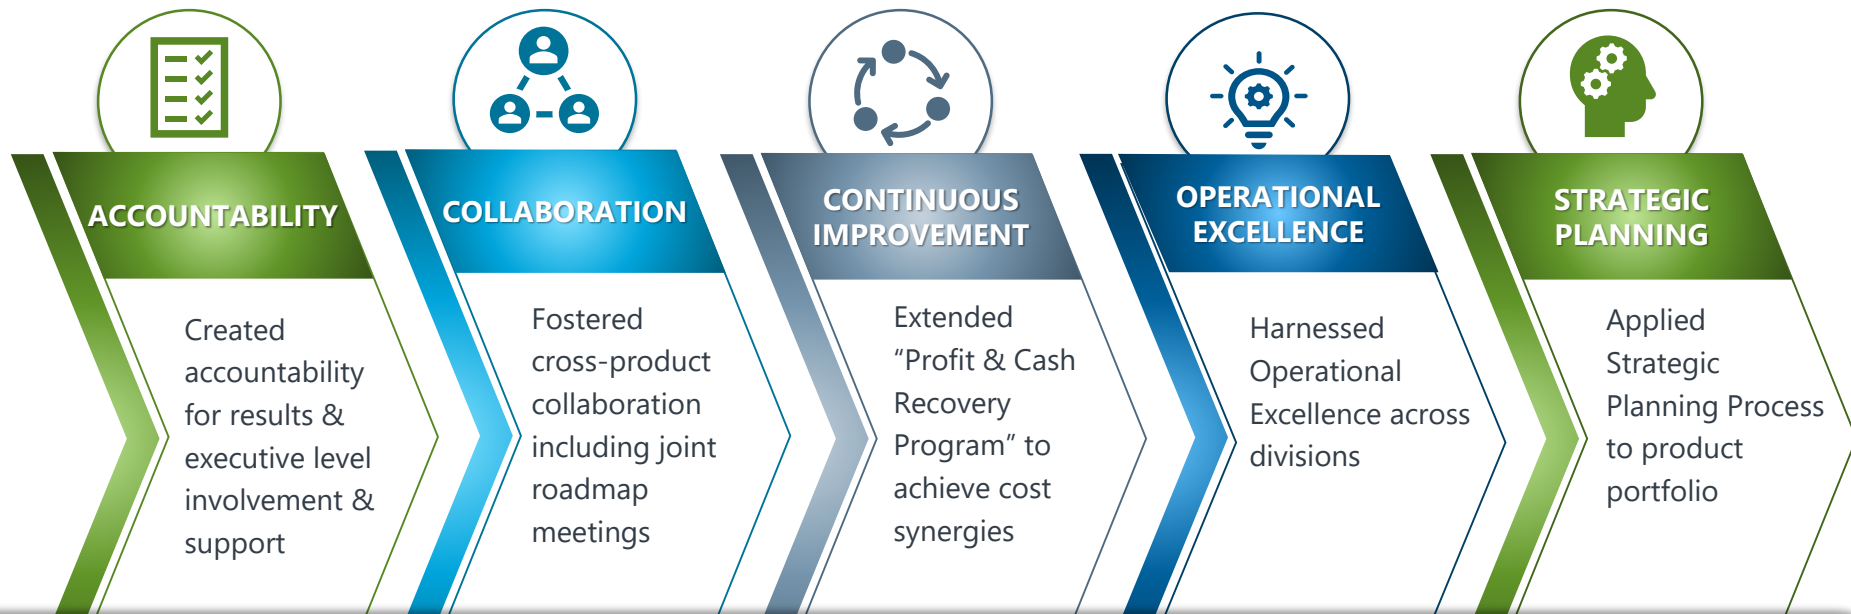 ACCOUNTABILITY
Created
accountability
for results &
executive level
involvement &
support
COLLABORATION
Fostered
cross-product
collaboration
including joint
roadmap
meetings
CONTINUOUS
IMPROVEMENT
Extended
“Profit & Cash
Recovery
Program” to
achieve cost
synergies
OPERATIONAL
EXCELLENCE
Harnessed
Operational
Excellence across
divisions
STRATEGIC
PLANNING
Applied
Strategic
Planning Process
to product
portfolio